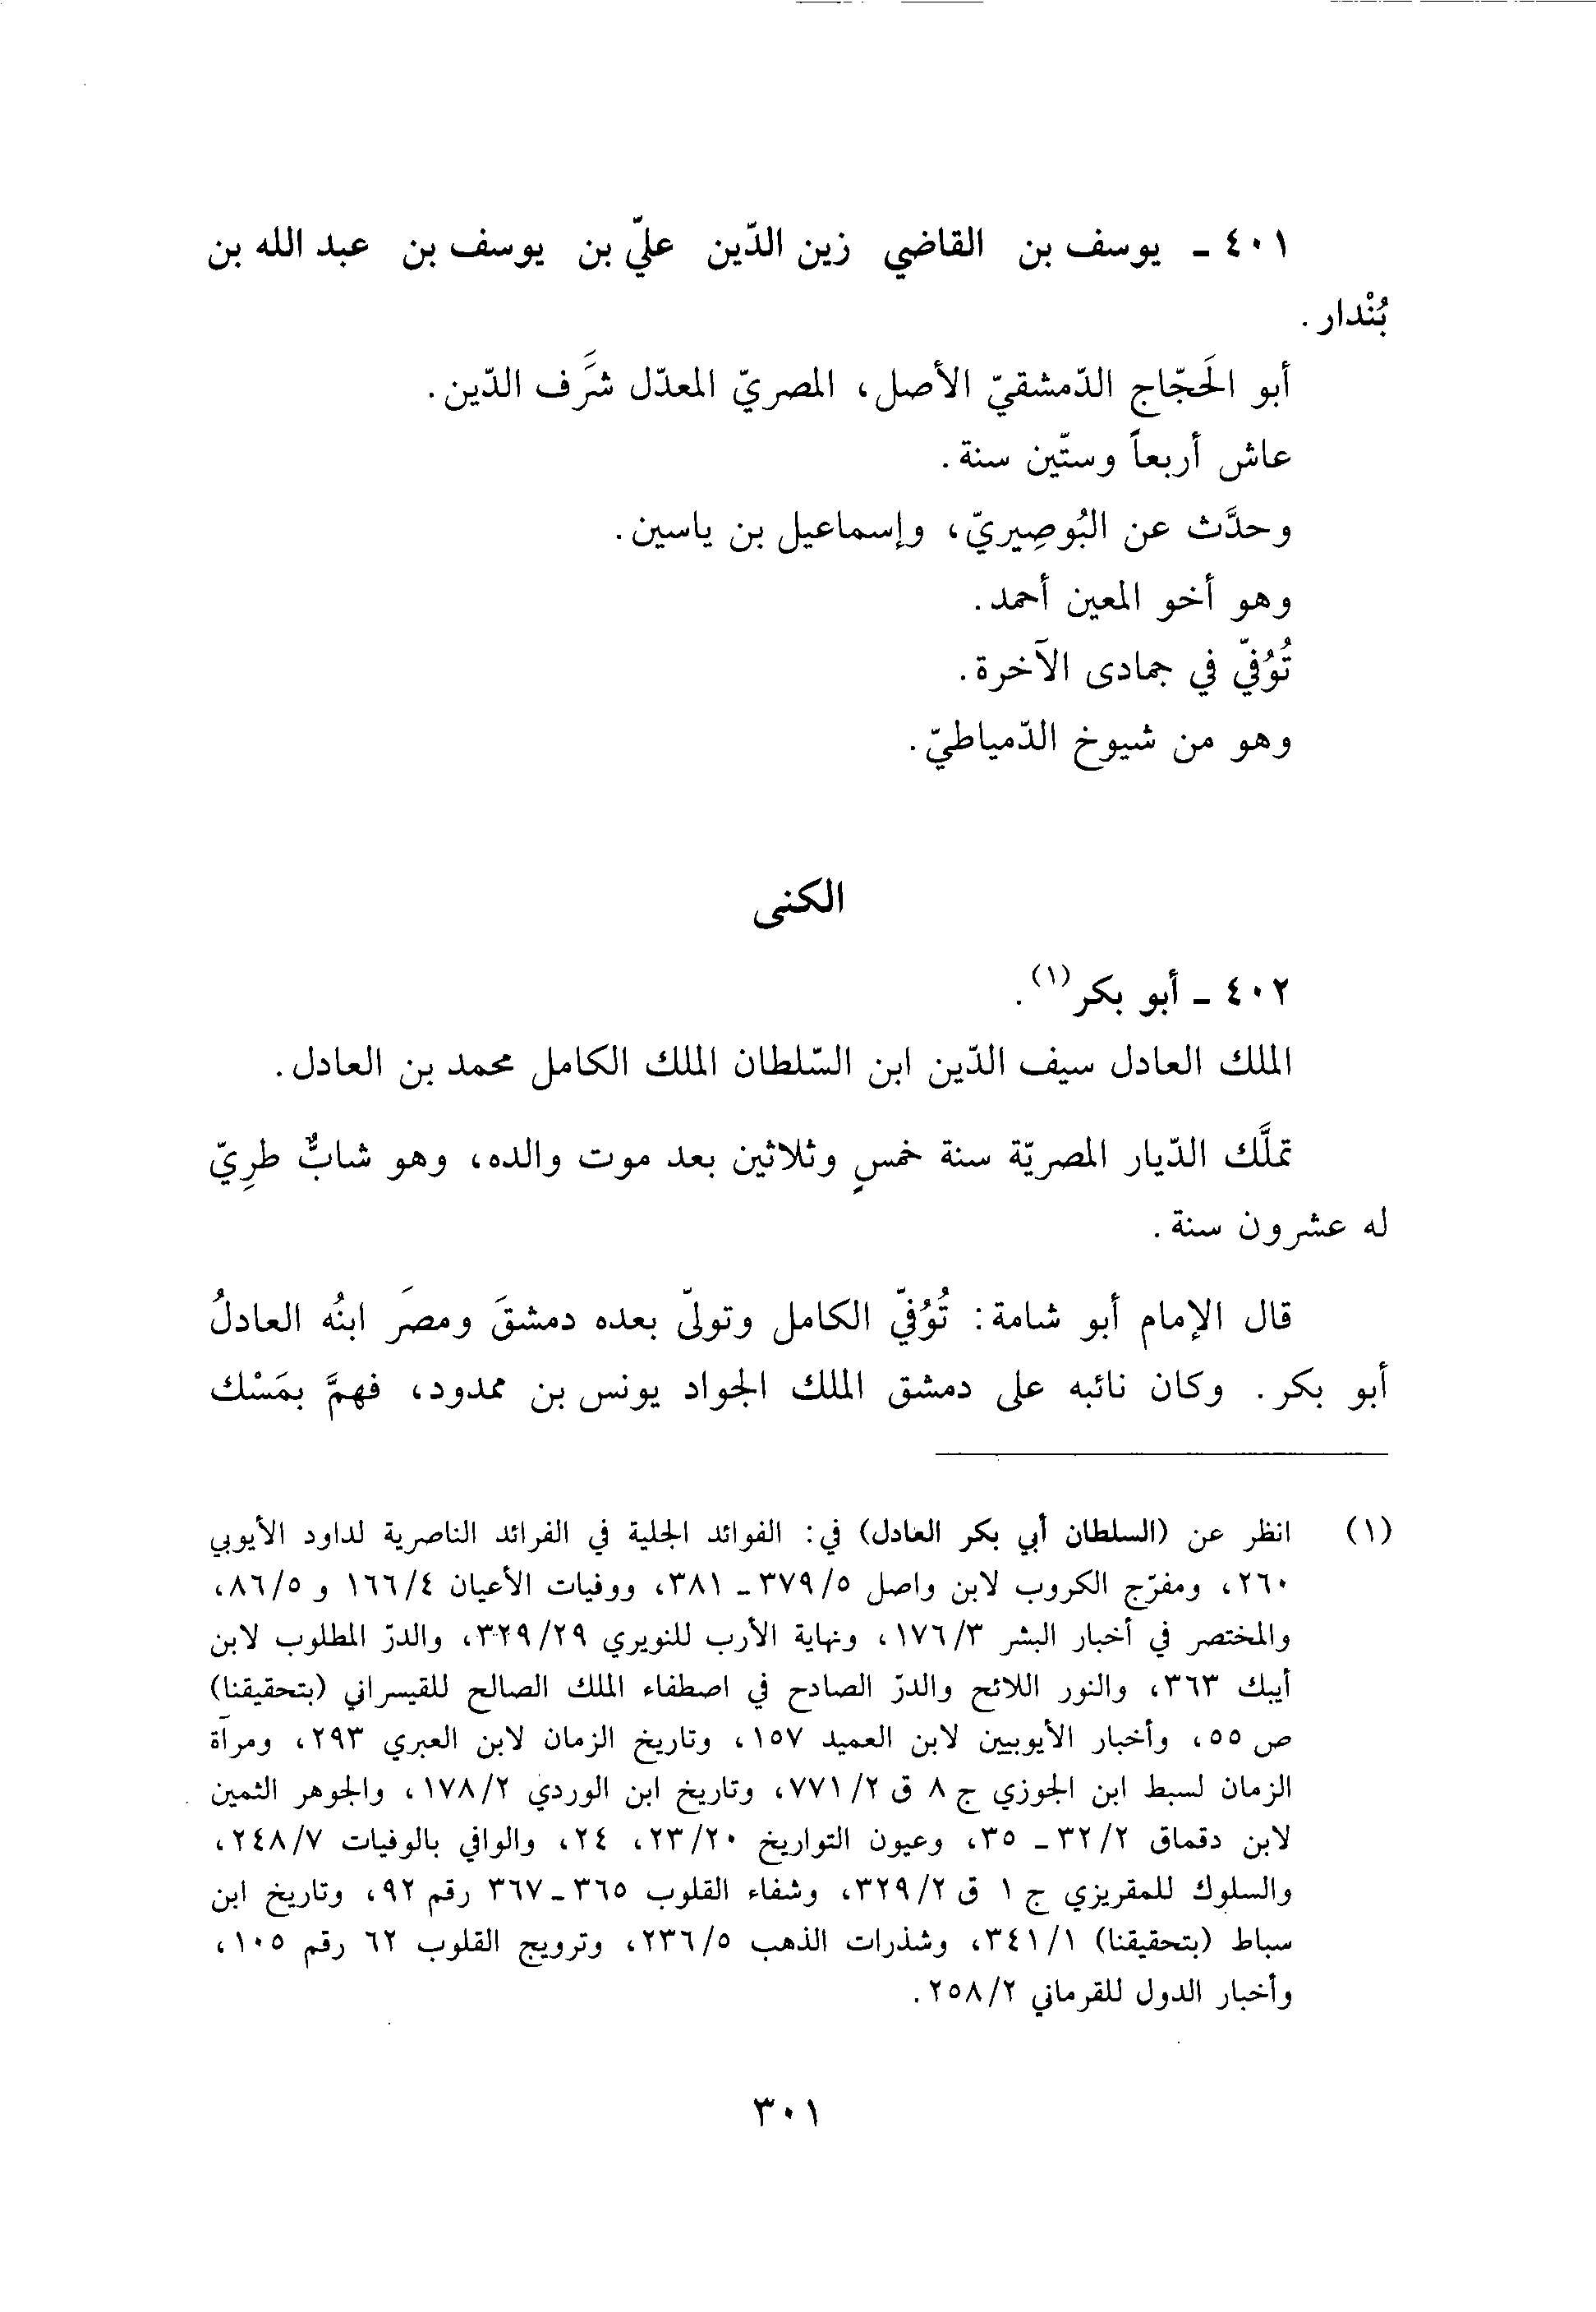 ٤٠١ - يوسف بن القاضي زين الدّين عليّ بن يوسف بن عبد الله بن
بُنْدار.
أبو الحَجّاج الدّمشقيّ الأصل، المصريّ المعدّل شَرَف الدّين.
عاش أربعاً وستّين سنة.
وحدَّث عن البُوصِيريّ، وإسماعيل بن ياسين.
وهو أخو المعين أحمد.
تُوُفّي في جمادى الآخرة.
وهو من شيوخ الدّمياطيّ.
الكنى
٤٠٢ - أبو بكر(١).
الملك العادل سيف الدّين ابن السّلطان الملك الكامل محمد بن العادل.
تملَّك الدّيار المصريّة سنة خمسٍ وثلاثين بعد موت والده، وهو شابٌّ طرِيّ
له عشرون سنة.
قال الإمام أبو شامة: تُوُفّي الكامل وتولّى بعده دمشقَ ومصرَ ابنُه العادلُ
أبو بكر. وكان نائبه على دمشق الملك الجواد يونس بن ممدود، فهمَّ بمَسْك
(١) انظر عن (السلطان أبي بكر العادل) في: الفوائد الجلية في الفرائد الناصرية لداود الأيوبي
٢٦٠، ومفرّج الكروب لابن واصل ٣٧٩/٥ - ٣٨١، ووفيات الأعيان ١٦٦/٤ و ٨٦/٥،
والمختصر في أخبار البشر ١٧٦/٣، ونهاية الأرب للنويري ٣٢٩/٢٩، والدرّ المطلوب لابن
أيبك ٣٦٣، والنور اللائح والدرّ الصادح في اصطفاء الملك الصالح للقيسراني (بتحقيقنا)
ص ٥٥، وأخبار الأيوبيين لابن العميد ١٥٧، وتاريخ الزمان لابن العبري ٢٩٣، ومرآة
الزمان لسبط ابن الجوزي ج ٨ ق ٧٧١/٢، وتاريخ ابن الوردي ١٧٨/٢، والجوهر الثمين
لابن دقماق ٣٢/٢ - ٣٥، وعيون التواريخ ٢٣/٢٠، ٢٤، والوافي بالوفيات ٢٤٨/٧،
والسلوك للمقريزي ج ١ ق ٣٢٩/٢، وشفاء القلوب ٣٦٥ - ٣٦٧ رقم ٩٢، وتاريخ ابن
سباط (بتحقيقنا) ٣٤١/١، وشذرات الذهب ٢٣٦/٥، وترويج القلوب ٦٢ رقم ١٠٥،
وأخبار الدول للقرماني ٢٥٨/٢.
٣٠١